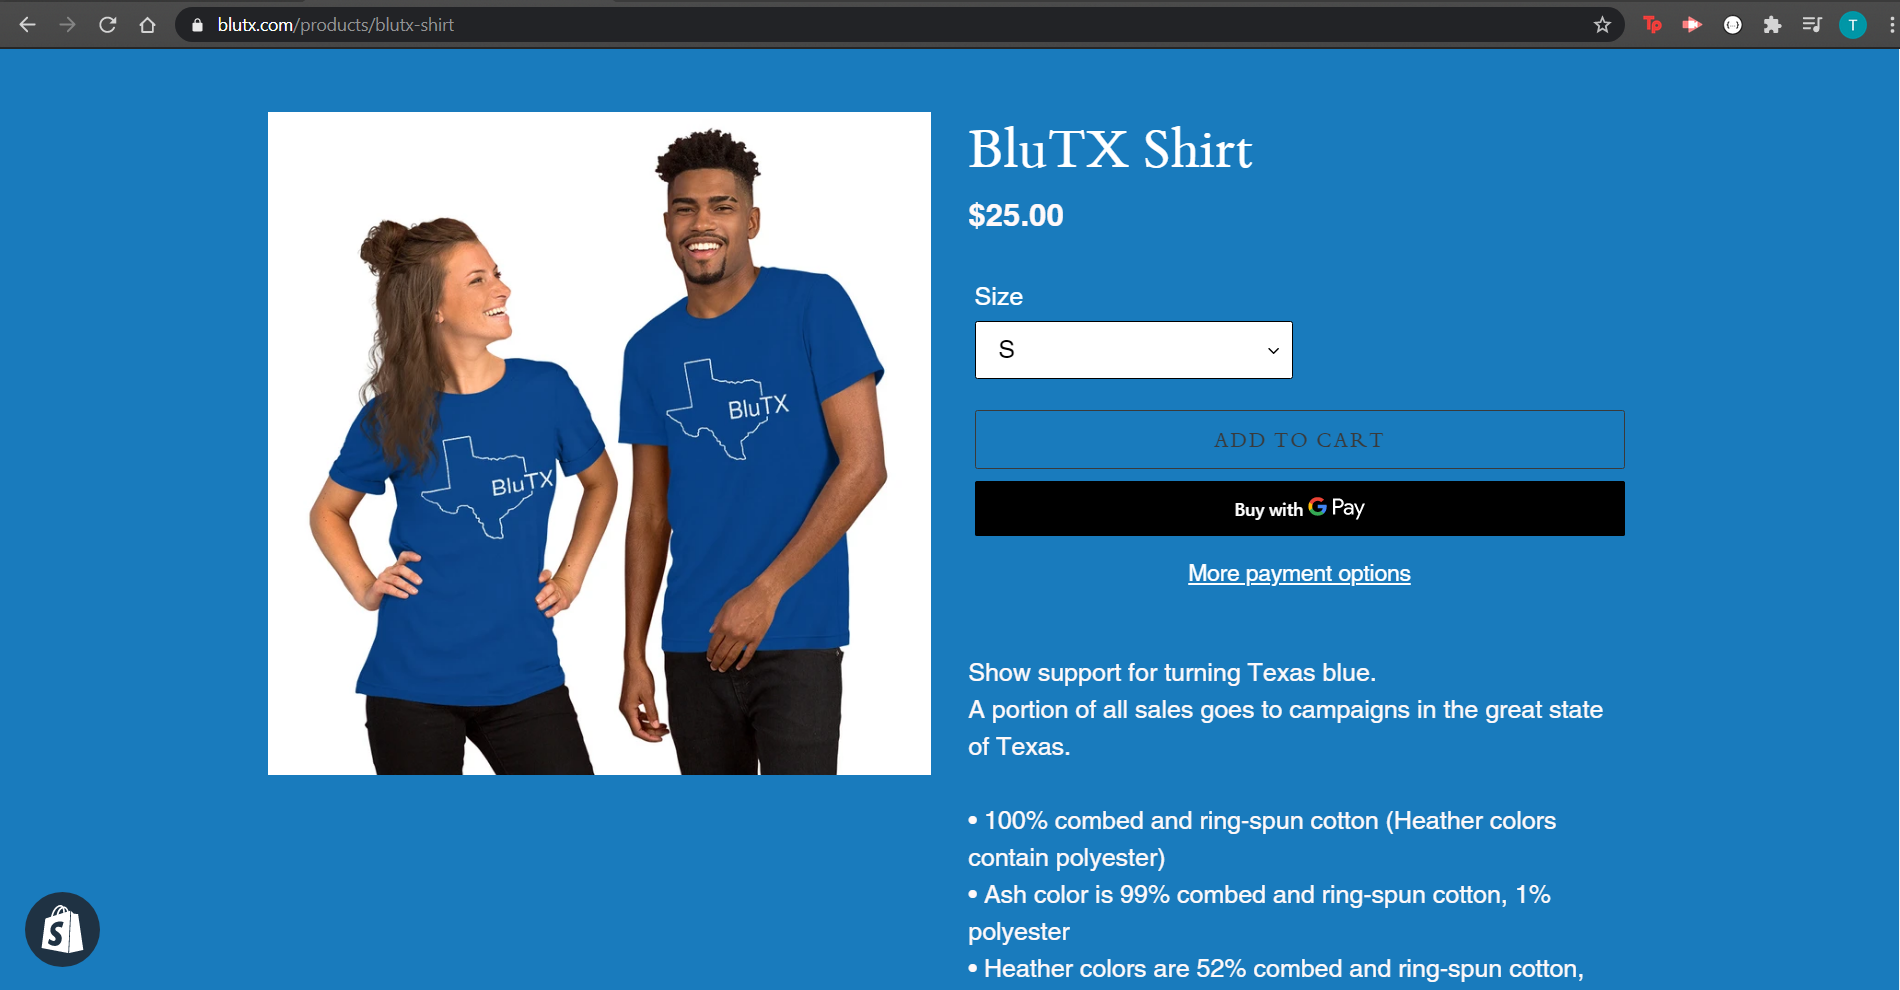 blutx.com/products/blutx-shirt
Tp
T
BluTX Shirt
$25.00
Size
S
ADD TO CART
Buy with G Pay
More payment options
BluTX
BluTX
Show support for turning Texas blue.
A portion of all sales goes to campaigns in the great state
of Texas.
• 100% combed and ring-spun cotton (Heather colors
contain polyester)
• Ash color is 99% combed and ring-spun cotton, 1%
polyester
• Heather colors are 52% combed and ring-spun cotton,
S